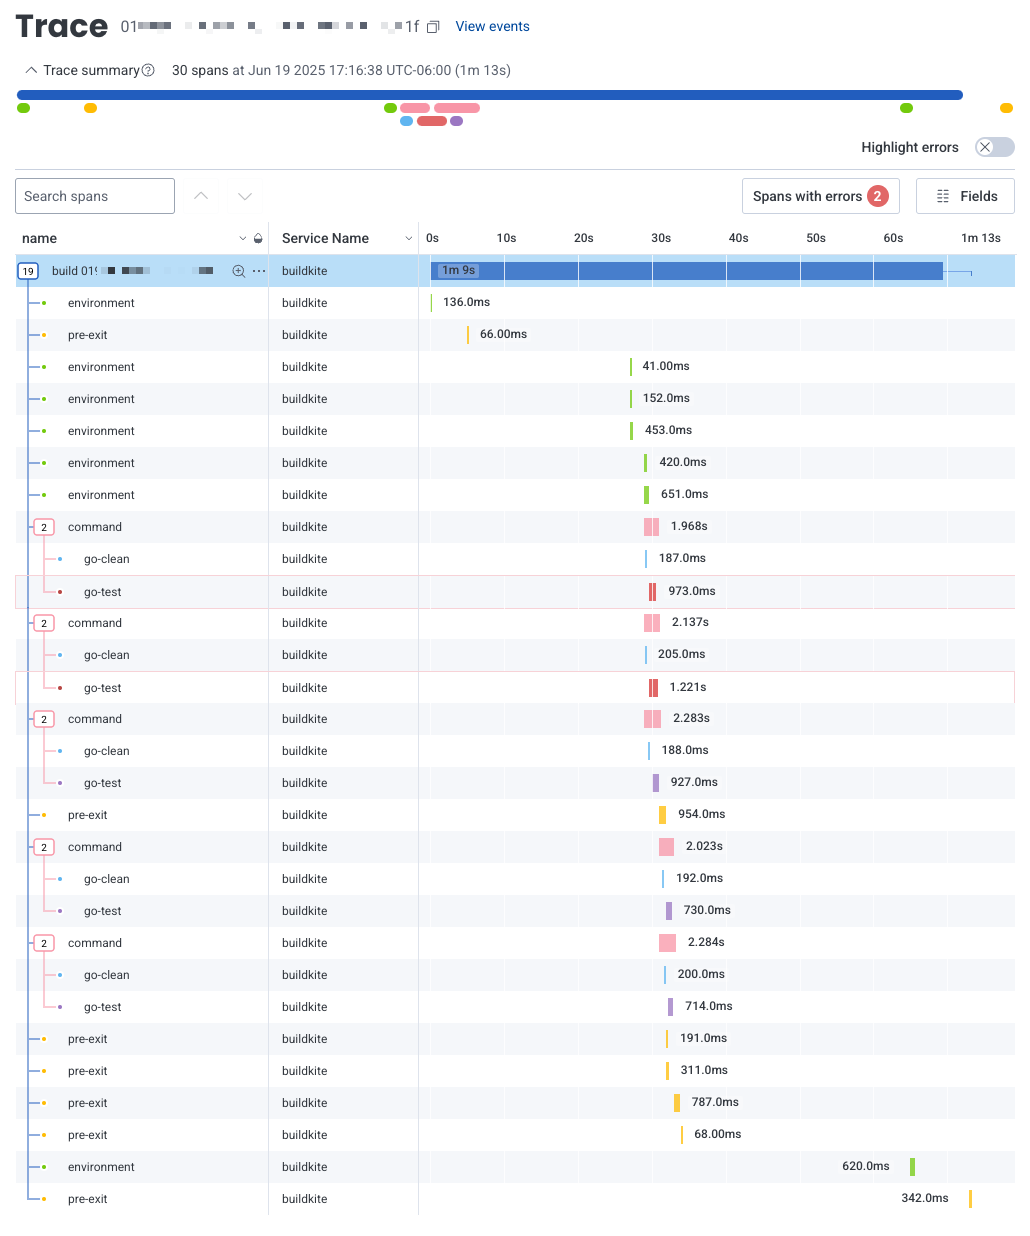 Trace 01 1f View events
Trace summary ? 30 spans at Jun 19 2025 17:16:38 UTC-06:00 (1m 13s)
Highlight errors
Search spans Spans with errors 2 Fields
name Service Name 0s 10s 20s 30s 40s 50s 60s 1m 13s
19 build 019 buildkite 1m 9s
environment buildkite 136.0ms
pre-exit buildkite 66.00ms
environment buildkite 41.00ms
environment buildkite 152.0ms
environment buildkite 453.0ms
environment buildkite 420.0ms
environment buildkite 651.0ms
2 command buildkite 1.968s
go-clean buildkite 187.0ms
go-test buildkite 973.0ms
2 command buildkite 2.137s
go-clean buildkite 205.0ms
go-test buildkite 1.221s
2 command buildkite 2.283s
go-clean buildkite 188.0ms
go-test buildkite 927.0ms
pre-exit buildkite 954.0ms
2 command buildkite 2.023s
go-clean buildkite 192.0ms
go-test buildkite 730.0ms
2 command buildkite 2.284s
go-clean buildkite 200.0ms
go-test buildkite 714.0ms
pre-exit buildkite 191.0ms
pre-exit buildkite 311.0ms
pre-exit buildkite 787.0ms
pre-exit buildkite 68.00ms
environment buildkite 620.0ms
pre-exit buildkite 342.0ms